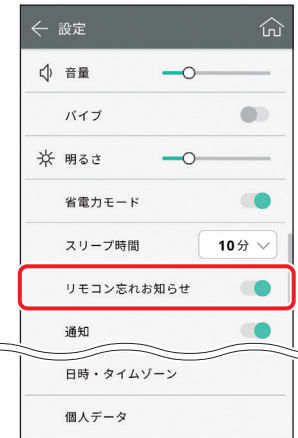 設定
音量
バイブ
明るさ
省電力モード
スリープ時間 10分
リモコン忘れお知らせ
通知
日時・タイムゾーン
個人データ